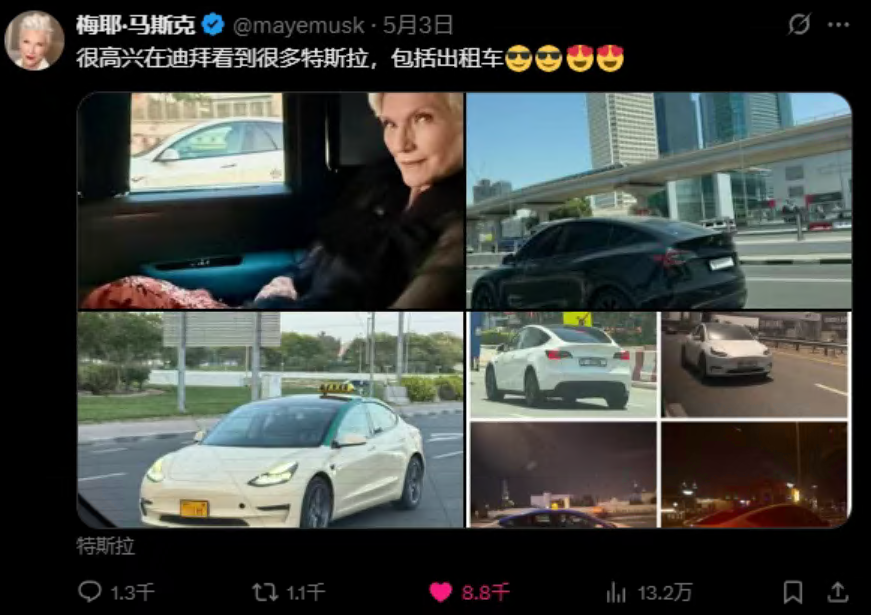 梅耶·马斯克 @mayemusk · 5月3日
很高兴在迪拜看到很多特斯拉，包括出租车😎😎😍😍
TAXI
特斯拉
1.3千 1.1千 8.8千 13.2万